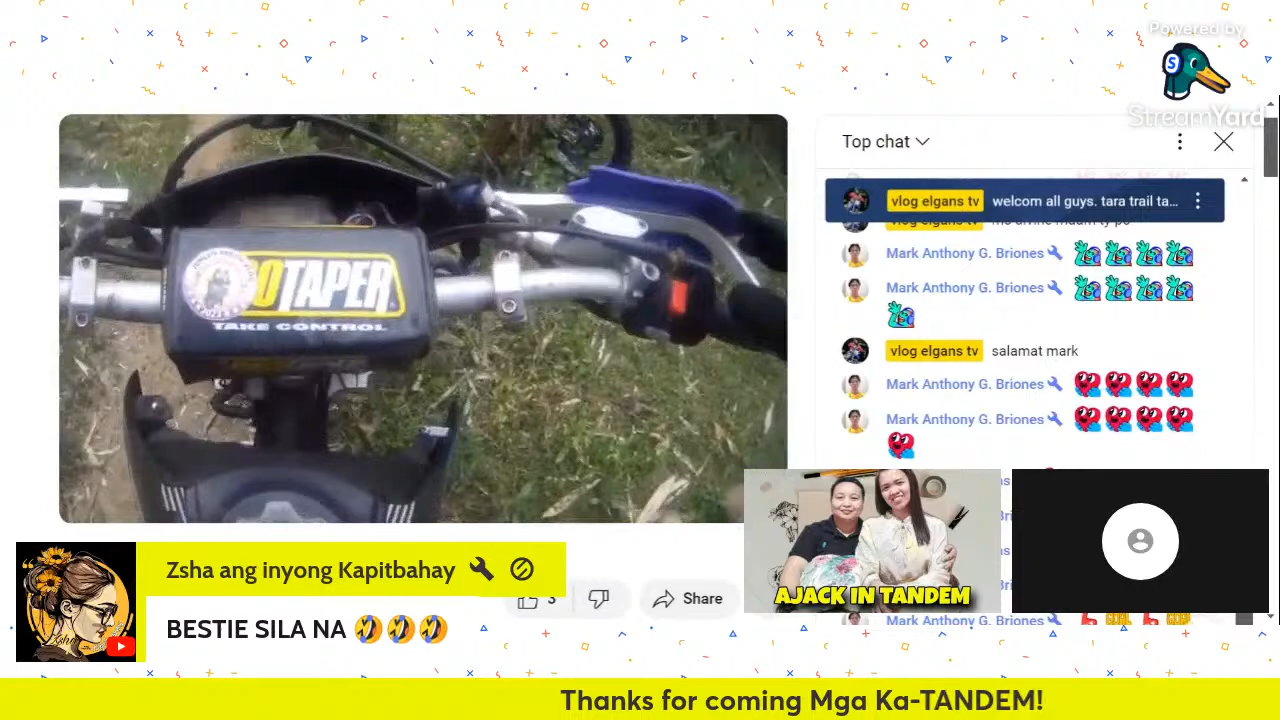 Powered by
StreamYard
Top chat
vlog elgans tv welcom all guys. tara trail ta...
Mark Anthony G. Briones
Mark Anthony G. Briones
vlog elgans tv salamat mark
Mark Anthony G. Briones
Mark Anthony G. Briones
OTAPER
TAKE CONTROL
AJACK IN TANDEM
3
Share
Mark Anthony G. Briones
Zsha ang inyong Kapitbahay
BESTIE SILA NA 🤣🤣🤣
Thanks for coming Mga Ka-TANDEM!